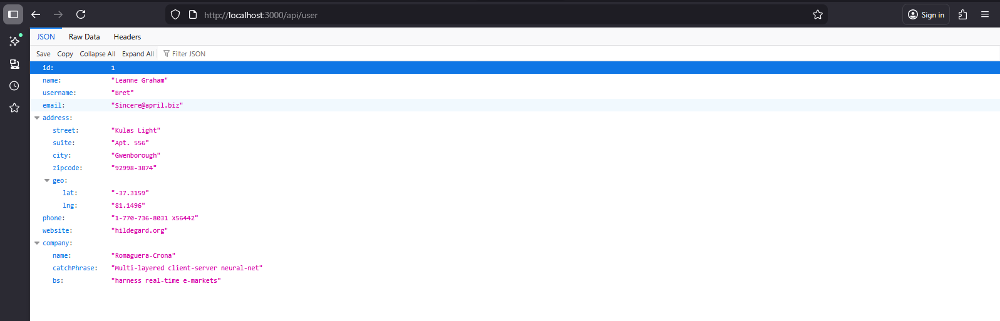 http://localhost:3000/api/user
Sign in
JSON Raw Data Headers
Save Copy Collapse All Expand All Filter JSON
id: 1
name: "Leanne Graham"
username: "Bret"
email: "Sincere@april.biz"
address:
street: "Kulas Light"
suite: "Apt. 556"
city: "Gwenborough"
zipcode: "92998-3874"
geo:
lat: "-37.3159"
lng: "81.1496"
phone: "1-770-736-8031 x56442"
website: "hildegard.org"
company:
name: "Romaguera-Crona"
catchPhrase: "Multi-layered client-server neural-net"
bs: "harness real-time e-markets"